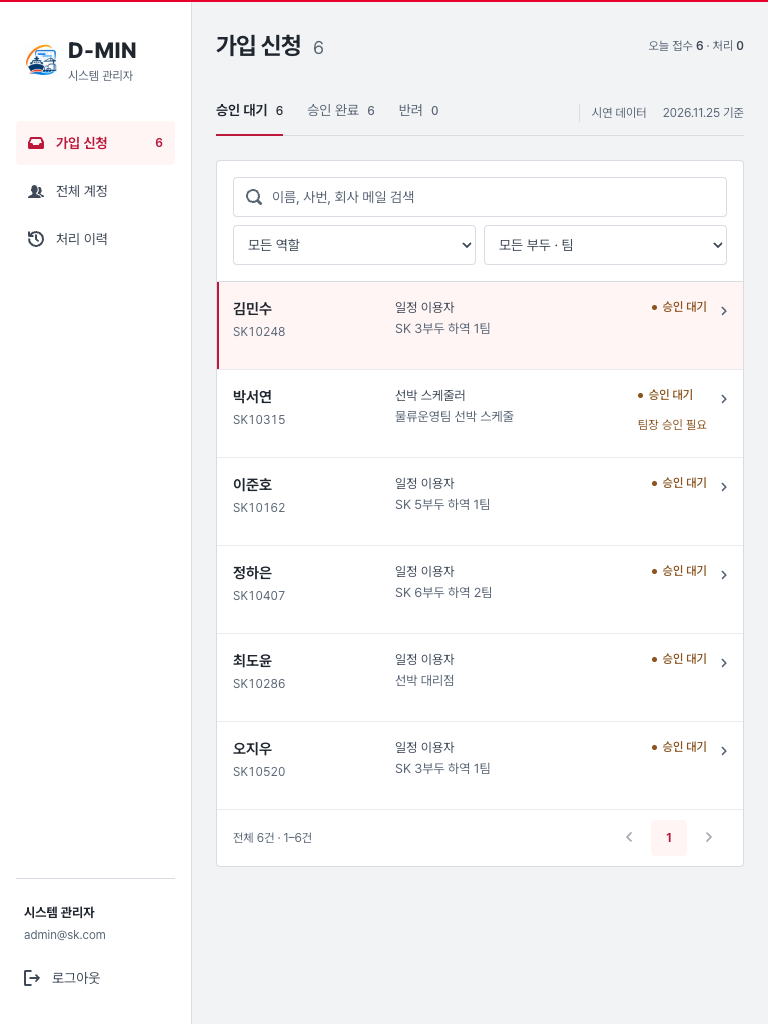 D-MIN
시스템 관리자
가입 신청 6
전체 계정
처리 이력
시스템 관리자
admin@sk.com
로그아웃
가입 신청 6
오늘 접수 6 · 처리 0
승인 대기 6 승인 완료 6 반려 0
시연 데이터 2026.11.25 기준
이름, 사번, 회사 메일 검색
모든 역할 모든 부두 · 팀
김민수 일정 이용자 승인 대기
SK10248 SK 3부두 하역 1팀
박서연 선박 스케줄러 승인 대기
SK10315 물류운영팀 선박 스케줄 팀장 승인 필요
이준호 일정 이용자 승인 대기
SK10162 SK 5부두 하역 1팀
정하은 일정 이용자 승인 대기
SK10407 SK 6부두 하역 2팀
최도윤 일정 이용자 승인 대기
SK10286 선박 대리점
오지우 일정 이용자 승인 대기
SK10520 SK 3부두 하역 1팀
전체 6건 · 1–6건 1